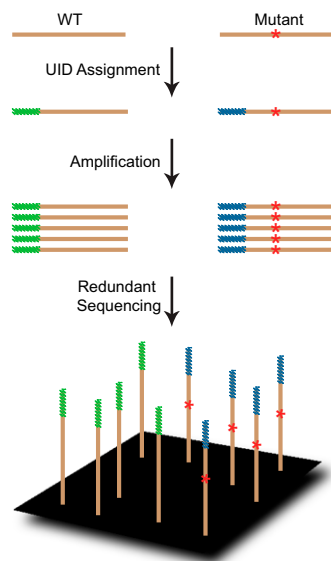 WT
Mutant
UID Assignment
Amplification
Redundant
Sequencing